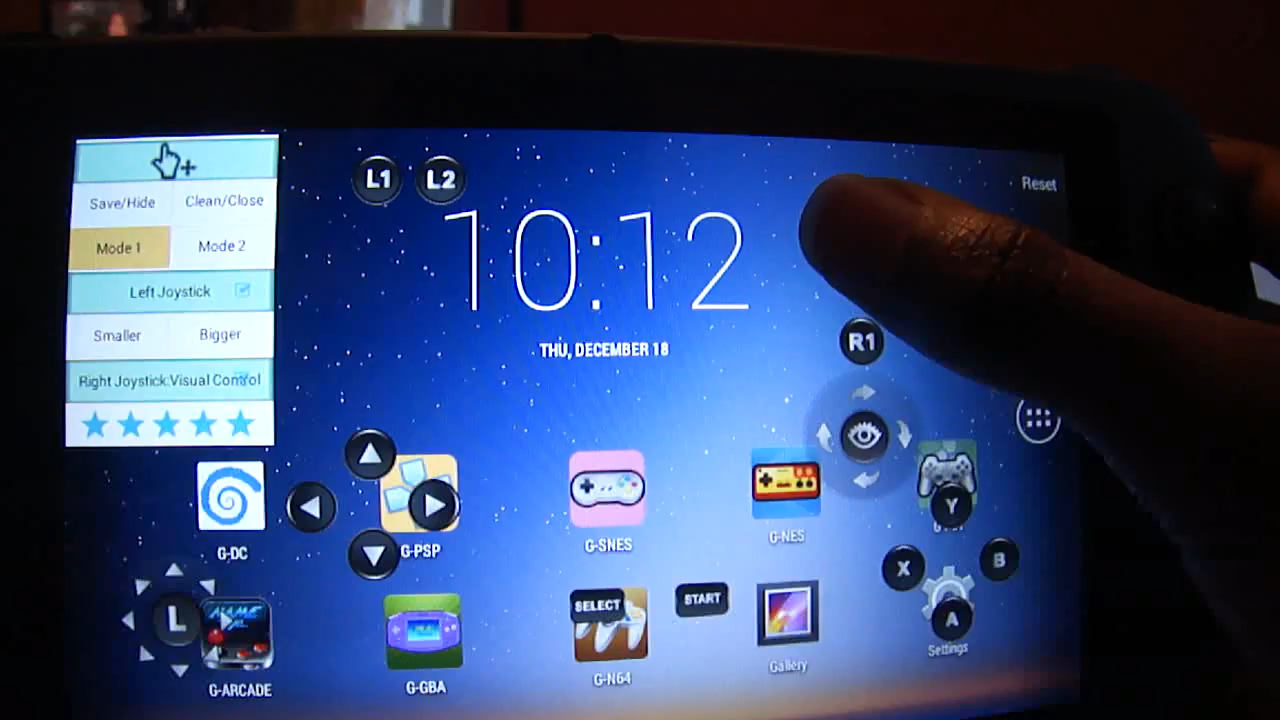 Save/Hide Clean/Close
Mode 1 Mode 2
Left Joystick
Smaller Bigger
Right Joystick:Visual Control
L1 L2
Reset
10:12
THU, DECEMBER 18
R1
Y
G-DC G-PSP G-SNES G-NES
X B
SELECT START
L A
G-ARCADE G-GBA G-N64 Gallery Settings